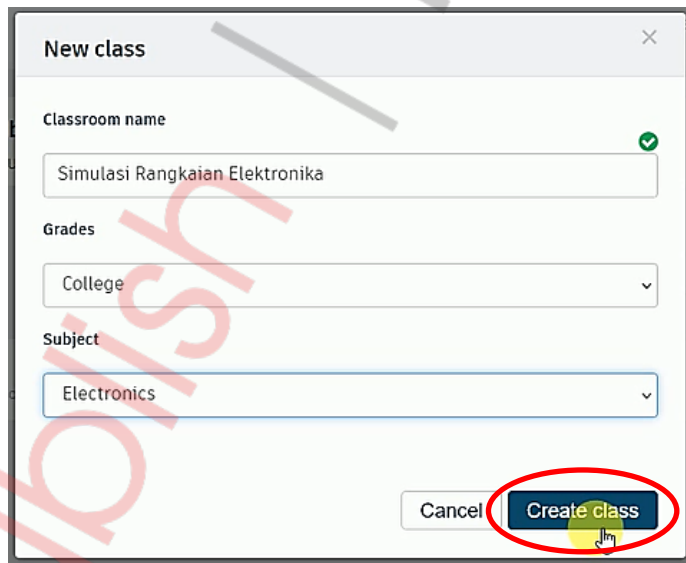 New class
Classroom name
Simulasi Rangkaian Elektronika
Grades
College
Subject
Electronics
Cancel
Create class